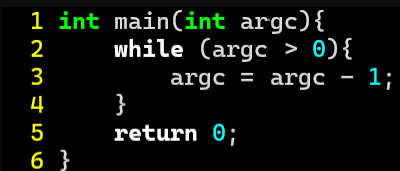 1 int main(int argc){
2     while (argc > 0){
3         argc = argc - 1;
4     }
5     return 0;
6 }